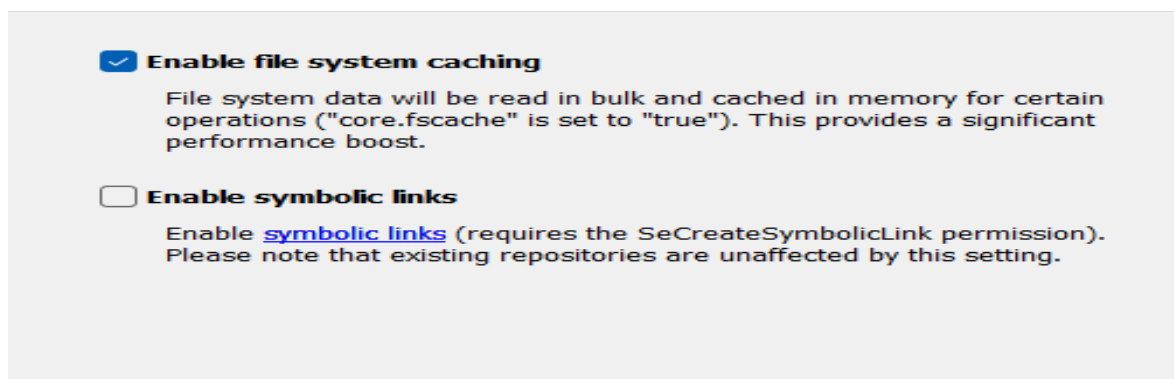 Enable file system caching
File system data will be read in bulk and cached in memory for certain
operations ("core.fscache" is set to "true"). This provides a significant
performance boost.
Enable symbolic links
Enable symbolic links (requires the SeCreateSymbolicLink permission).
Please note that existing repositories are unaffected by this setting.